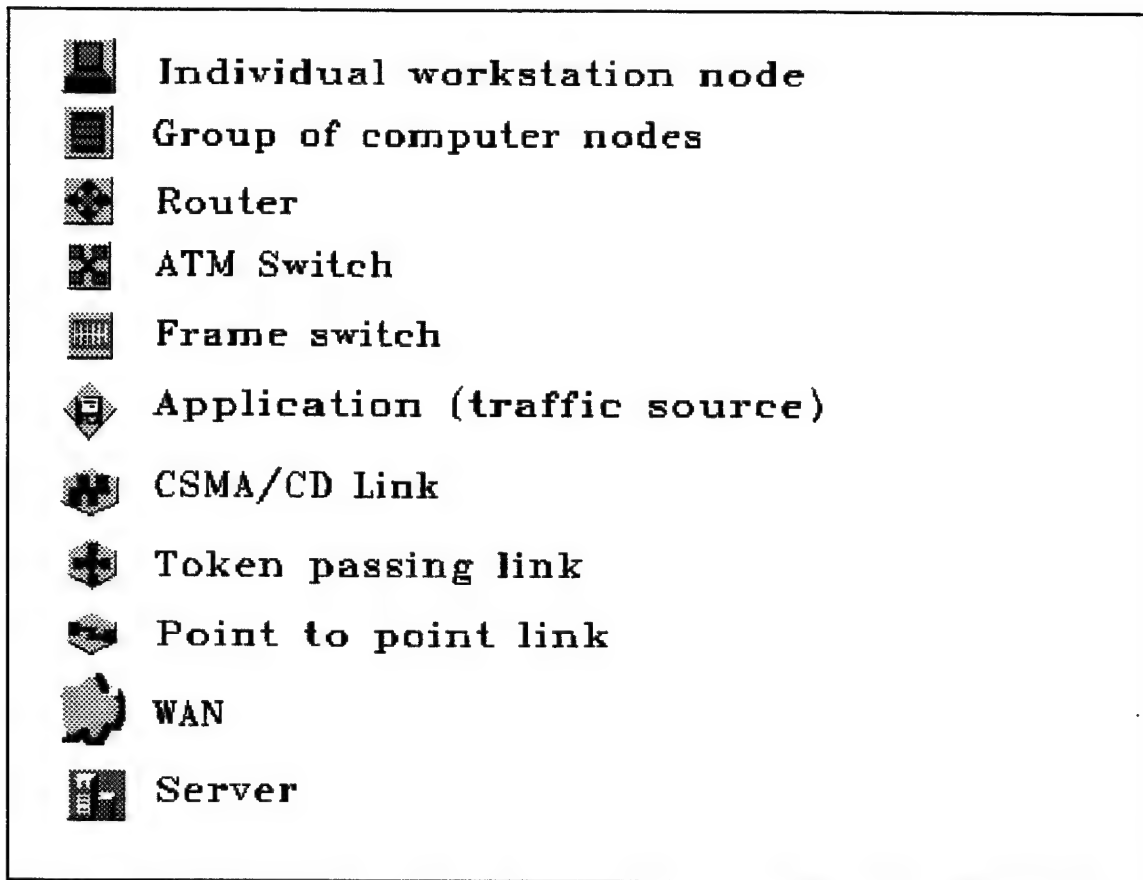 Individual workstation node
Group of computer nodes
Router
ATM Switch
Frame switch
Application (traffic source)
CSMA/CD Link
Token passing link
Point to point link
WAN
Server